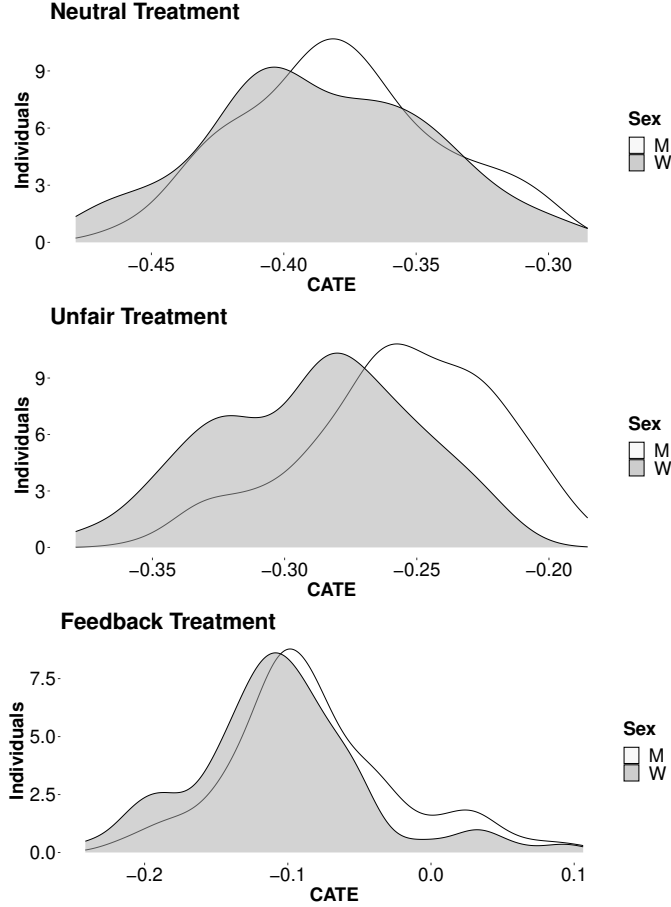 Neutral Treatment
Individuals
9
6
3
0
−0.45 −0.40 −0.35 −0.30
CATE
Sex
M
W
Unfair Treatment
Individuals
9
6
3
0
−0.35 −0.30 −0.25 −0.20
CATE
Sex
M
W
Feedback Treatment
Individuals
7.5
5.0
2.5
0.0
−0.2 −0.1 0.0 0.1
CATE
Sex
M
W